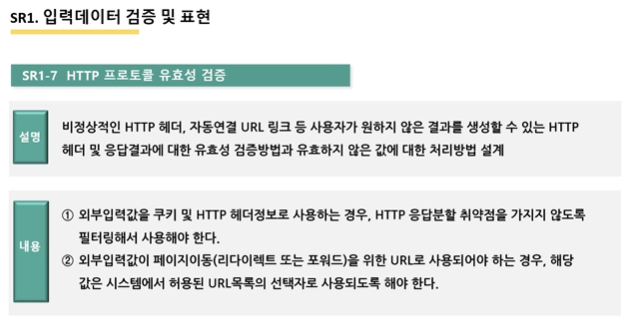 SR1. 입력데이터 검증 및 표현
SR1-7 HTTP 프로토콜 유효성 검증
설명
비정상적인 HTTP 헤더, 자동연결 URL 링크 등 사용자가 원하지 않은 결과를 생성할 수 있는 HTTP
헤더 및 응답결과에 대한 유효성 검증방법과 유효하지 않은 값에 대한 처리방법 설계
내용
① 외부입력값을 쿠키 및 HTTP 헤더정보로 사용하는 경우, HTTP 응답분할 취약점을 가지지 않도록
필터링해서 사용해야 한다.
② 외부입력값이 페이지이동(리다이렉트 또는 포워드)을 위한 URL로 사용되어야 하는 경우, 해당
값은 시스템에서 허용된 URL목록의 선택자로 사용되도록 해야 한다.